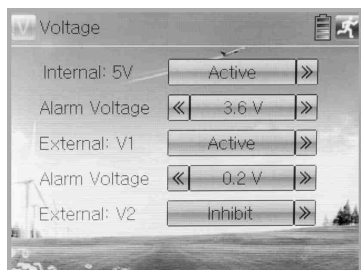 V Voltage
Internal: 5V Active »
Alarm Voltage « 3.6 V »
External: V1 Active »
Alarm Voltage « 0.2 V »
External: V2 Inhibit »